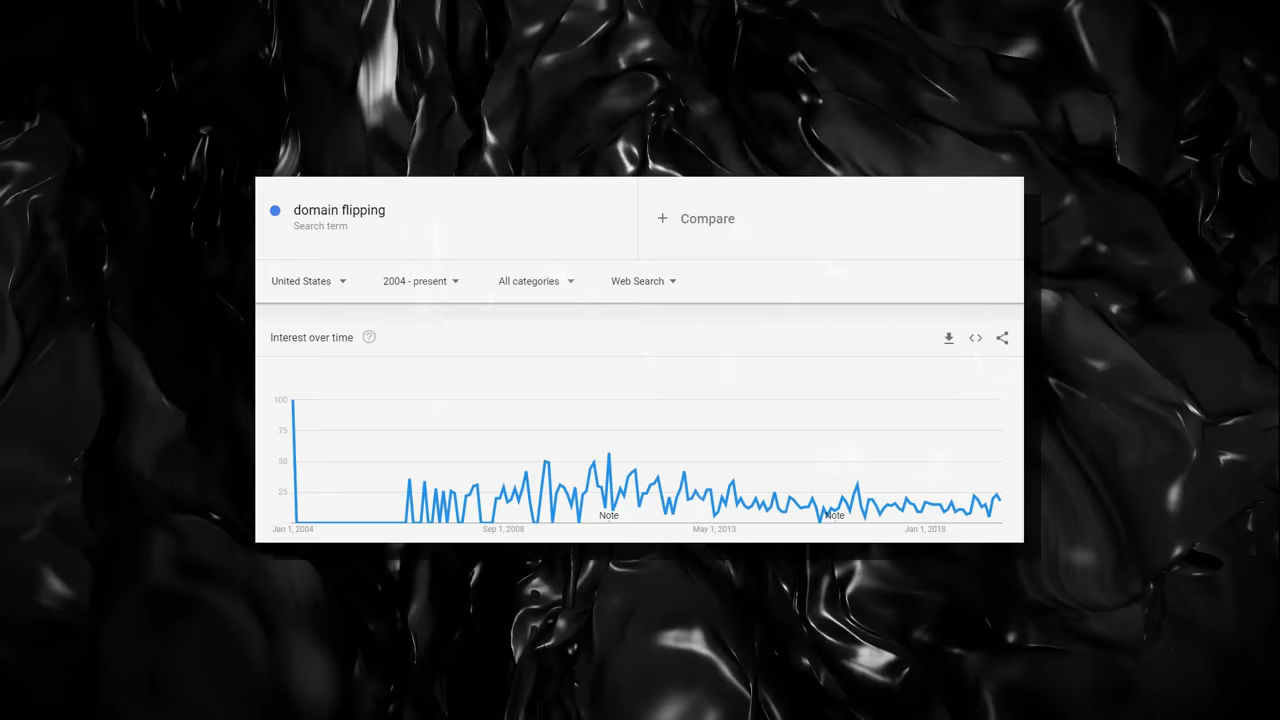 domain flipping
Search term
+ Compare
United States
2004 - present
All categories
Web Search
Interest over time ?
100
75
50
25
Note
Note
Jan 1, 2004
Sep 1, 2008
May 1, 2013
Jan 1, 2018